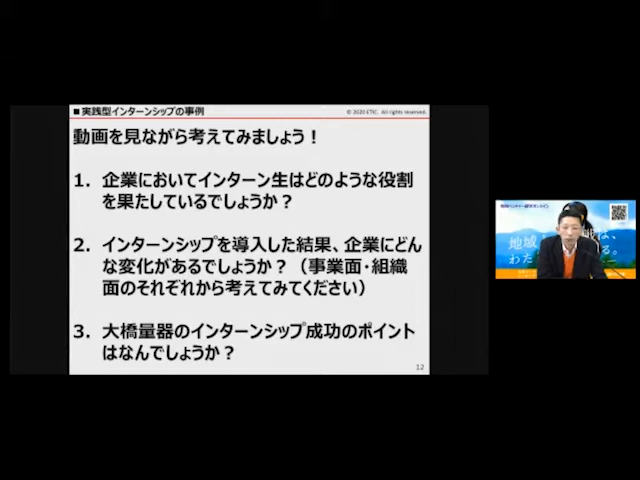 ■ 実践型インターンシップの事例
© 2020 ETIC. All rights reserved.
動画を見ながら考えてみましょう！
1. 企業においてインターン生はどのような役割
を果たしているでしょうか？
2. インターンシップを導入した結果、企業にどん
な変化があるでしょうか？（事業面・組織
面のそれぞれから考えてみてください）
3. 大橋量器のインターンシップ成功のポイント
はなんでしょうか？
12
地域
わた
る。